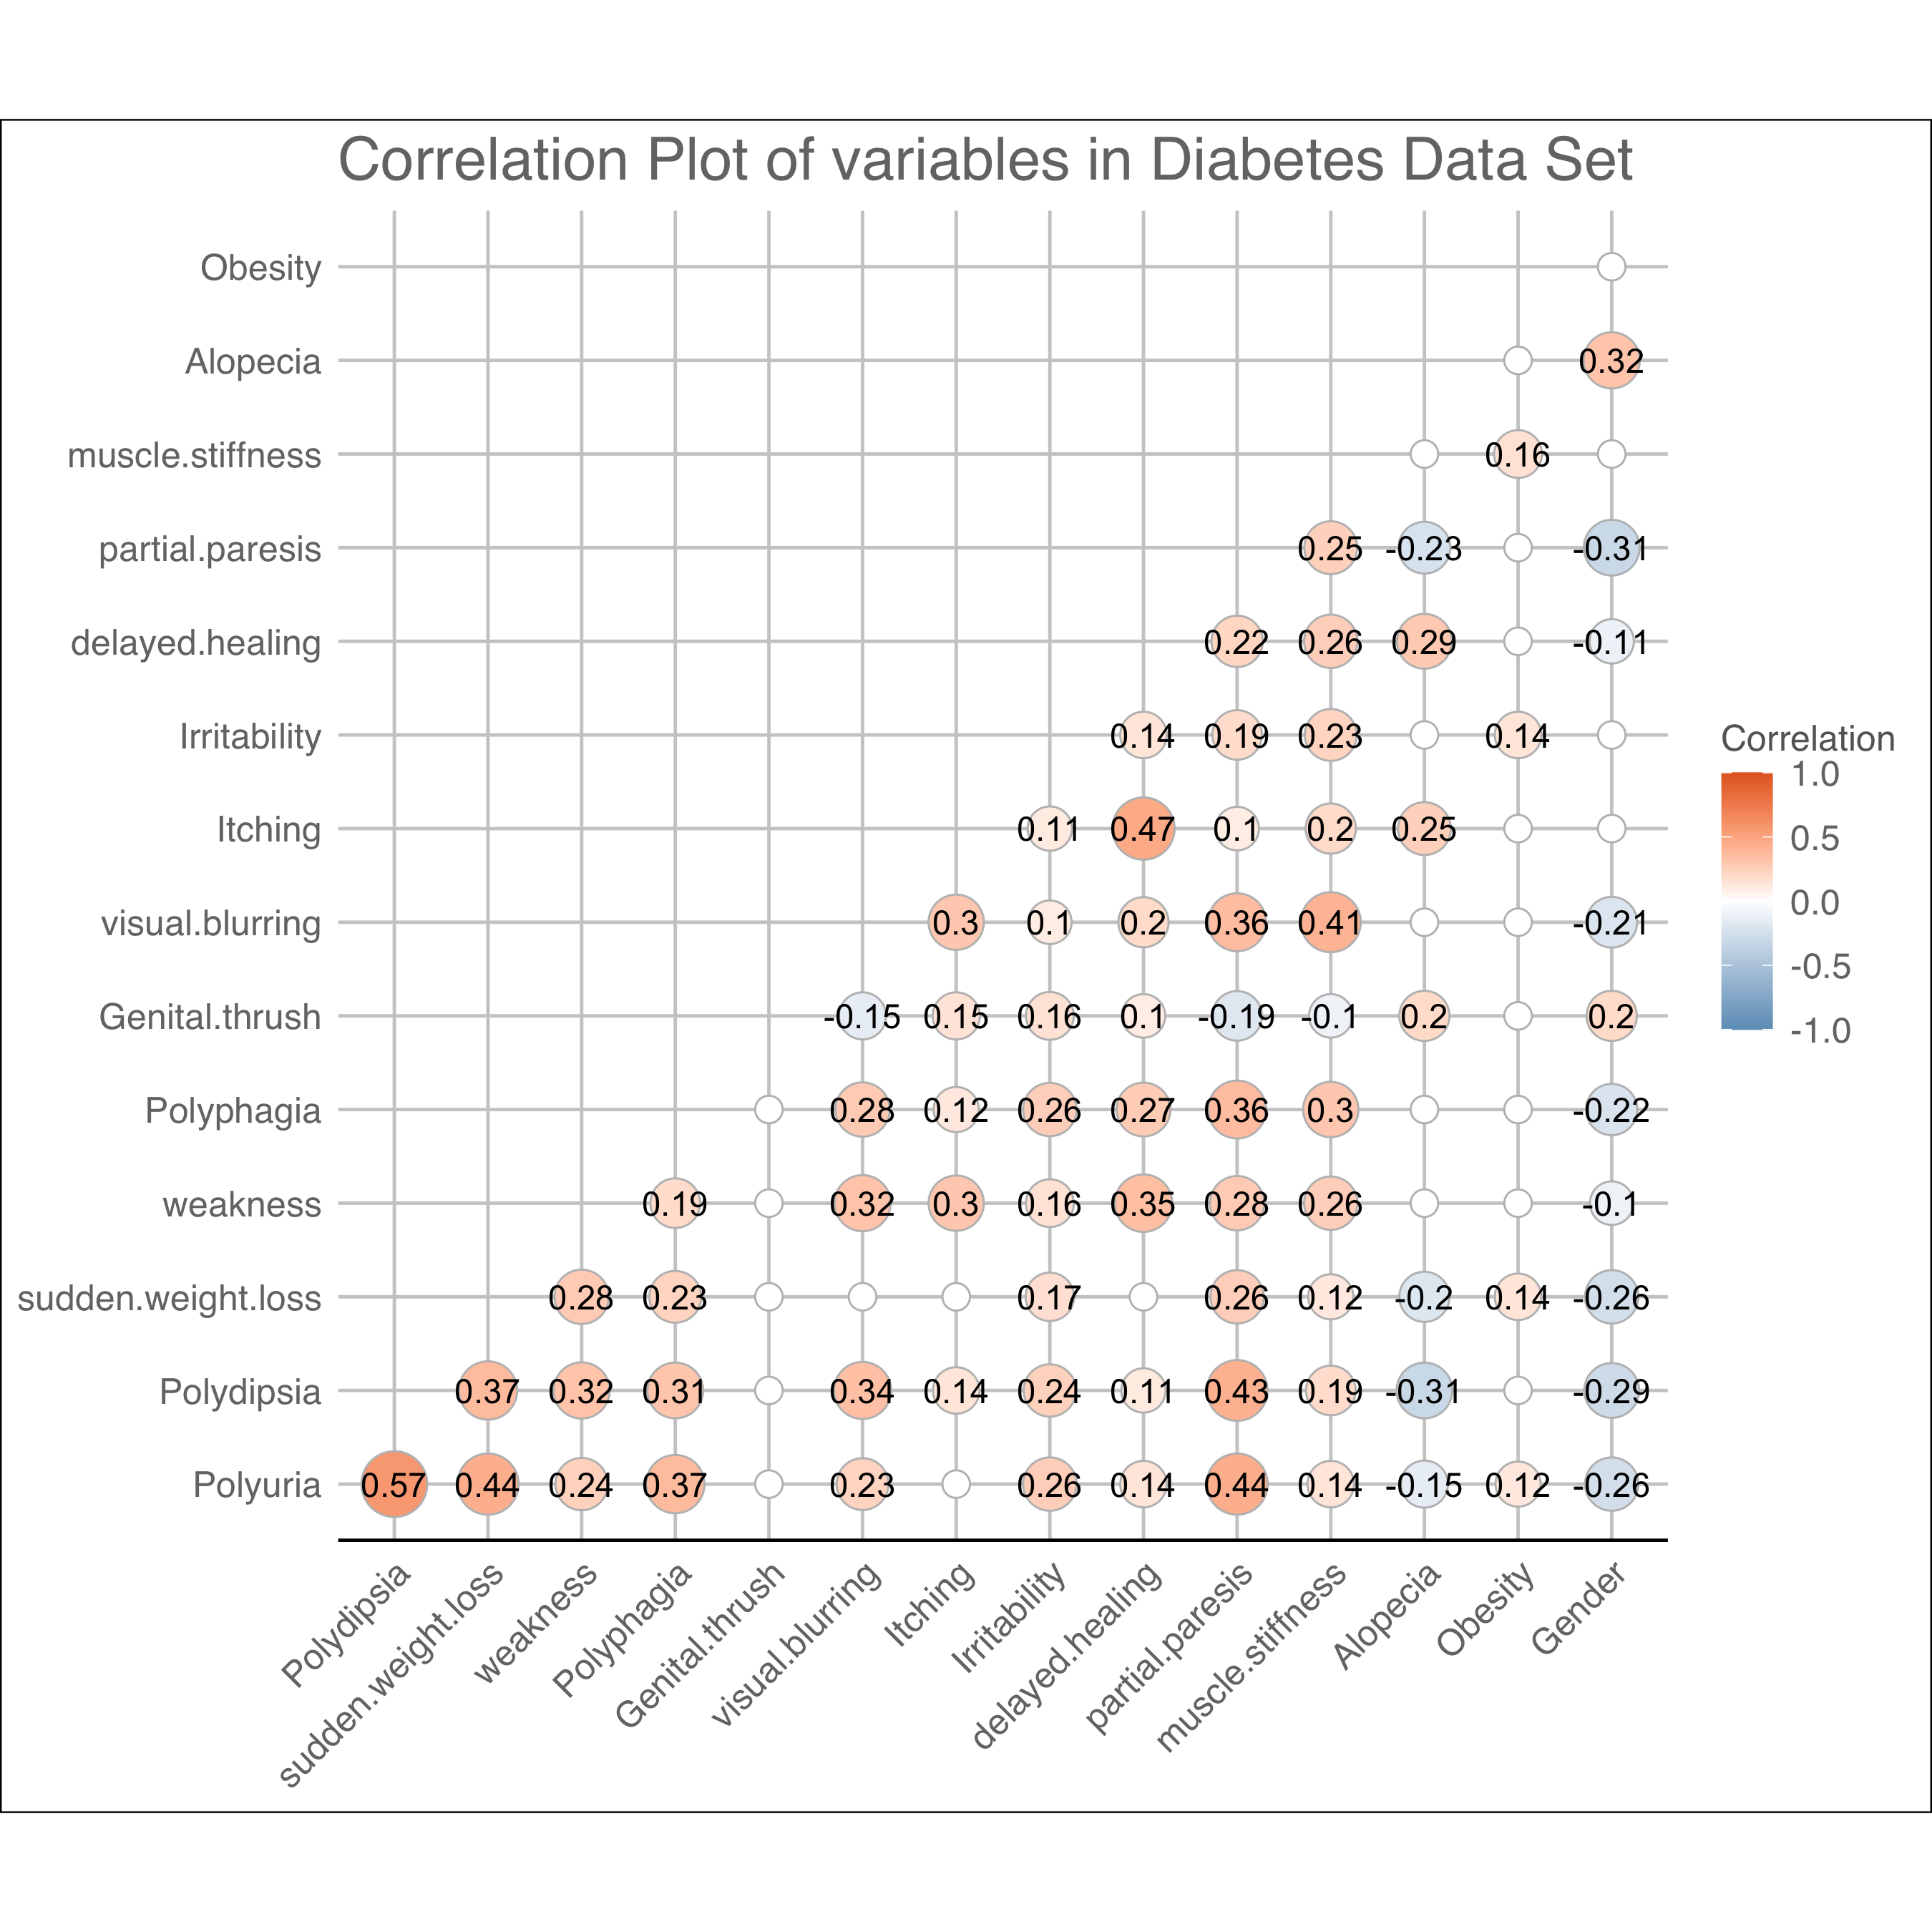 Correlation Plot of variables in Diabetes Data Set
Obesity
Alopecia 0.32
muscle.stiffness 0.16
partial.paresis 0.25 -0.23 -0.31
delayed.healing 0.22 0.26 0.29 -0.11
Irritability 0.14 0.19 0.23 0.14
Itching 0.11 0.47 0.1 0.2 0.25
visual.blurring 0.3 0.1 0.2 0.36 0.41 -0.21
Genital.thrush -0.15 0.15 0.16 0.1 -0.19 -0.1 0.2 0.2
Polyphagia 0.28 0.12 0.26 0.27 0.36 0.3 -0.22
weakness 0.19 0.32 0.3 0.16 0.35 0.28 0.26 -0.1
sudden.weight.loss 0.28 0.23 0.17 0.26 0.12 -0.2 0.14 -0.26
Polydipsia 0.37 0.32 0.31 0.34 0.14 0.24 0.11 0.43 0.19 -0.31 -0.29
Polyuria 0.57 0.44 0.24 0.37 0.23 0.26 0.14 0.44 0.14 -0.15 0.12 -0.26
Polydipsia
sudden.weight.loss
weakness
Polyphagia
Genital.thrush
visual.blurring
Itching
Irritability
delayed.healing
partial.paresis
muscle.stiffness
Alopecia
Obesity
Gender
Correlation
1.0
0.5
0.0
-0.5
-1.0